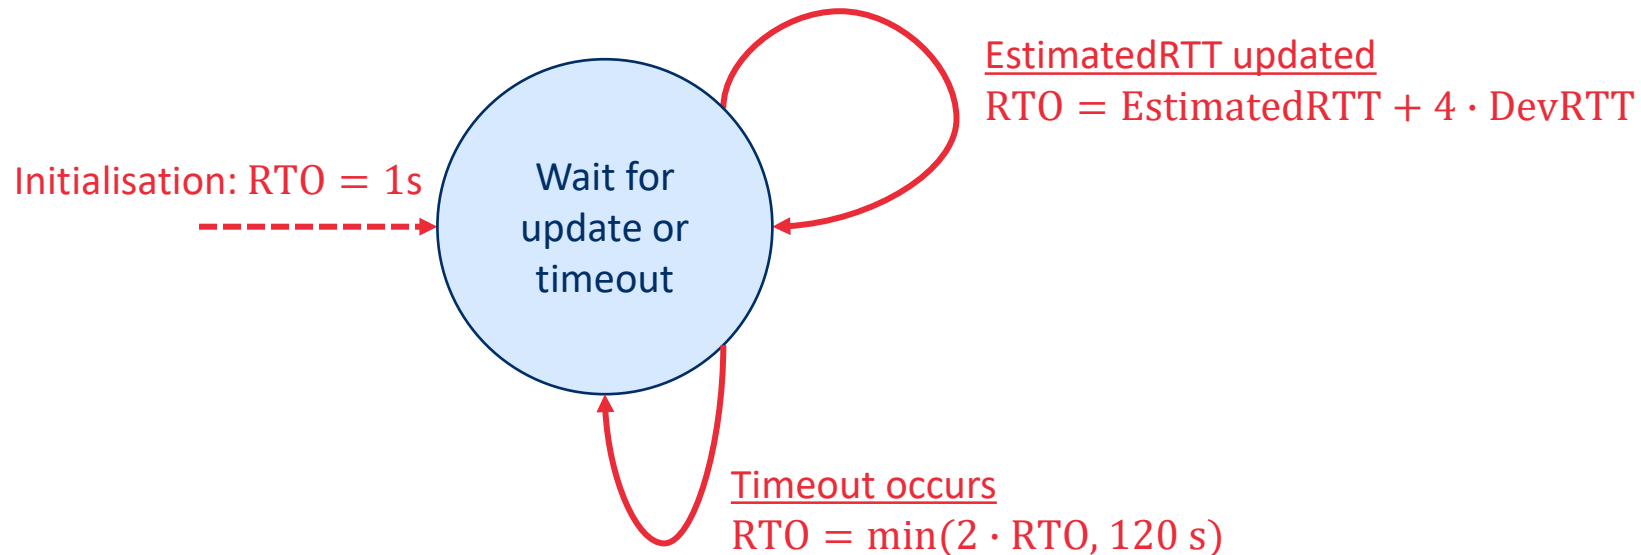 EstimatedRTT updated
RTO = EstimatedRTT + 4 · DevRTT
Initialisation: RTO = 1s
Wait for
update or
timeout
Timeout occurs
RTO = min(2 · RTO, 120 s)